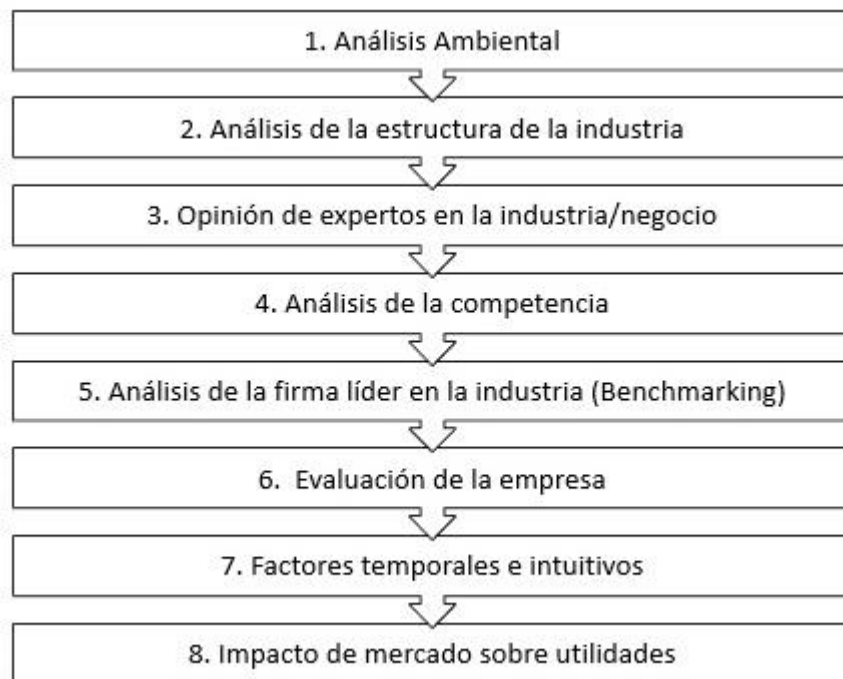 1. Análisis Ambiental
2. Análisis de la estructura de la industria
3. Opinión de expertos en la industria/negocio
4. Análisis de la competencia
5. Análisis de la firma líder en la industria (Benchmarking)
6. Evaluación de la empresa
7. Factores temporales e intuitivos
8. Impacto de mercado sobre utilidades